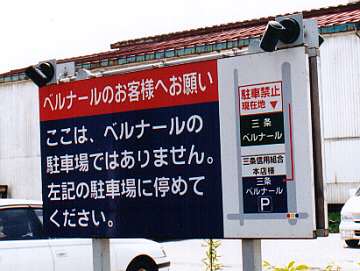 ベルナールのお客様へお願い
ここは、ベルナールの
駐車場ではありません。
左記の駐車場に停めて
ください。
駐車禁止
現在地▼
三条
ベルナール
三条信用組合
本店様
三条
ベルナール
P